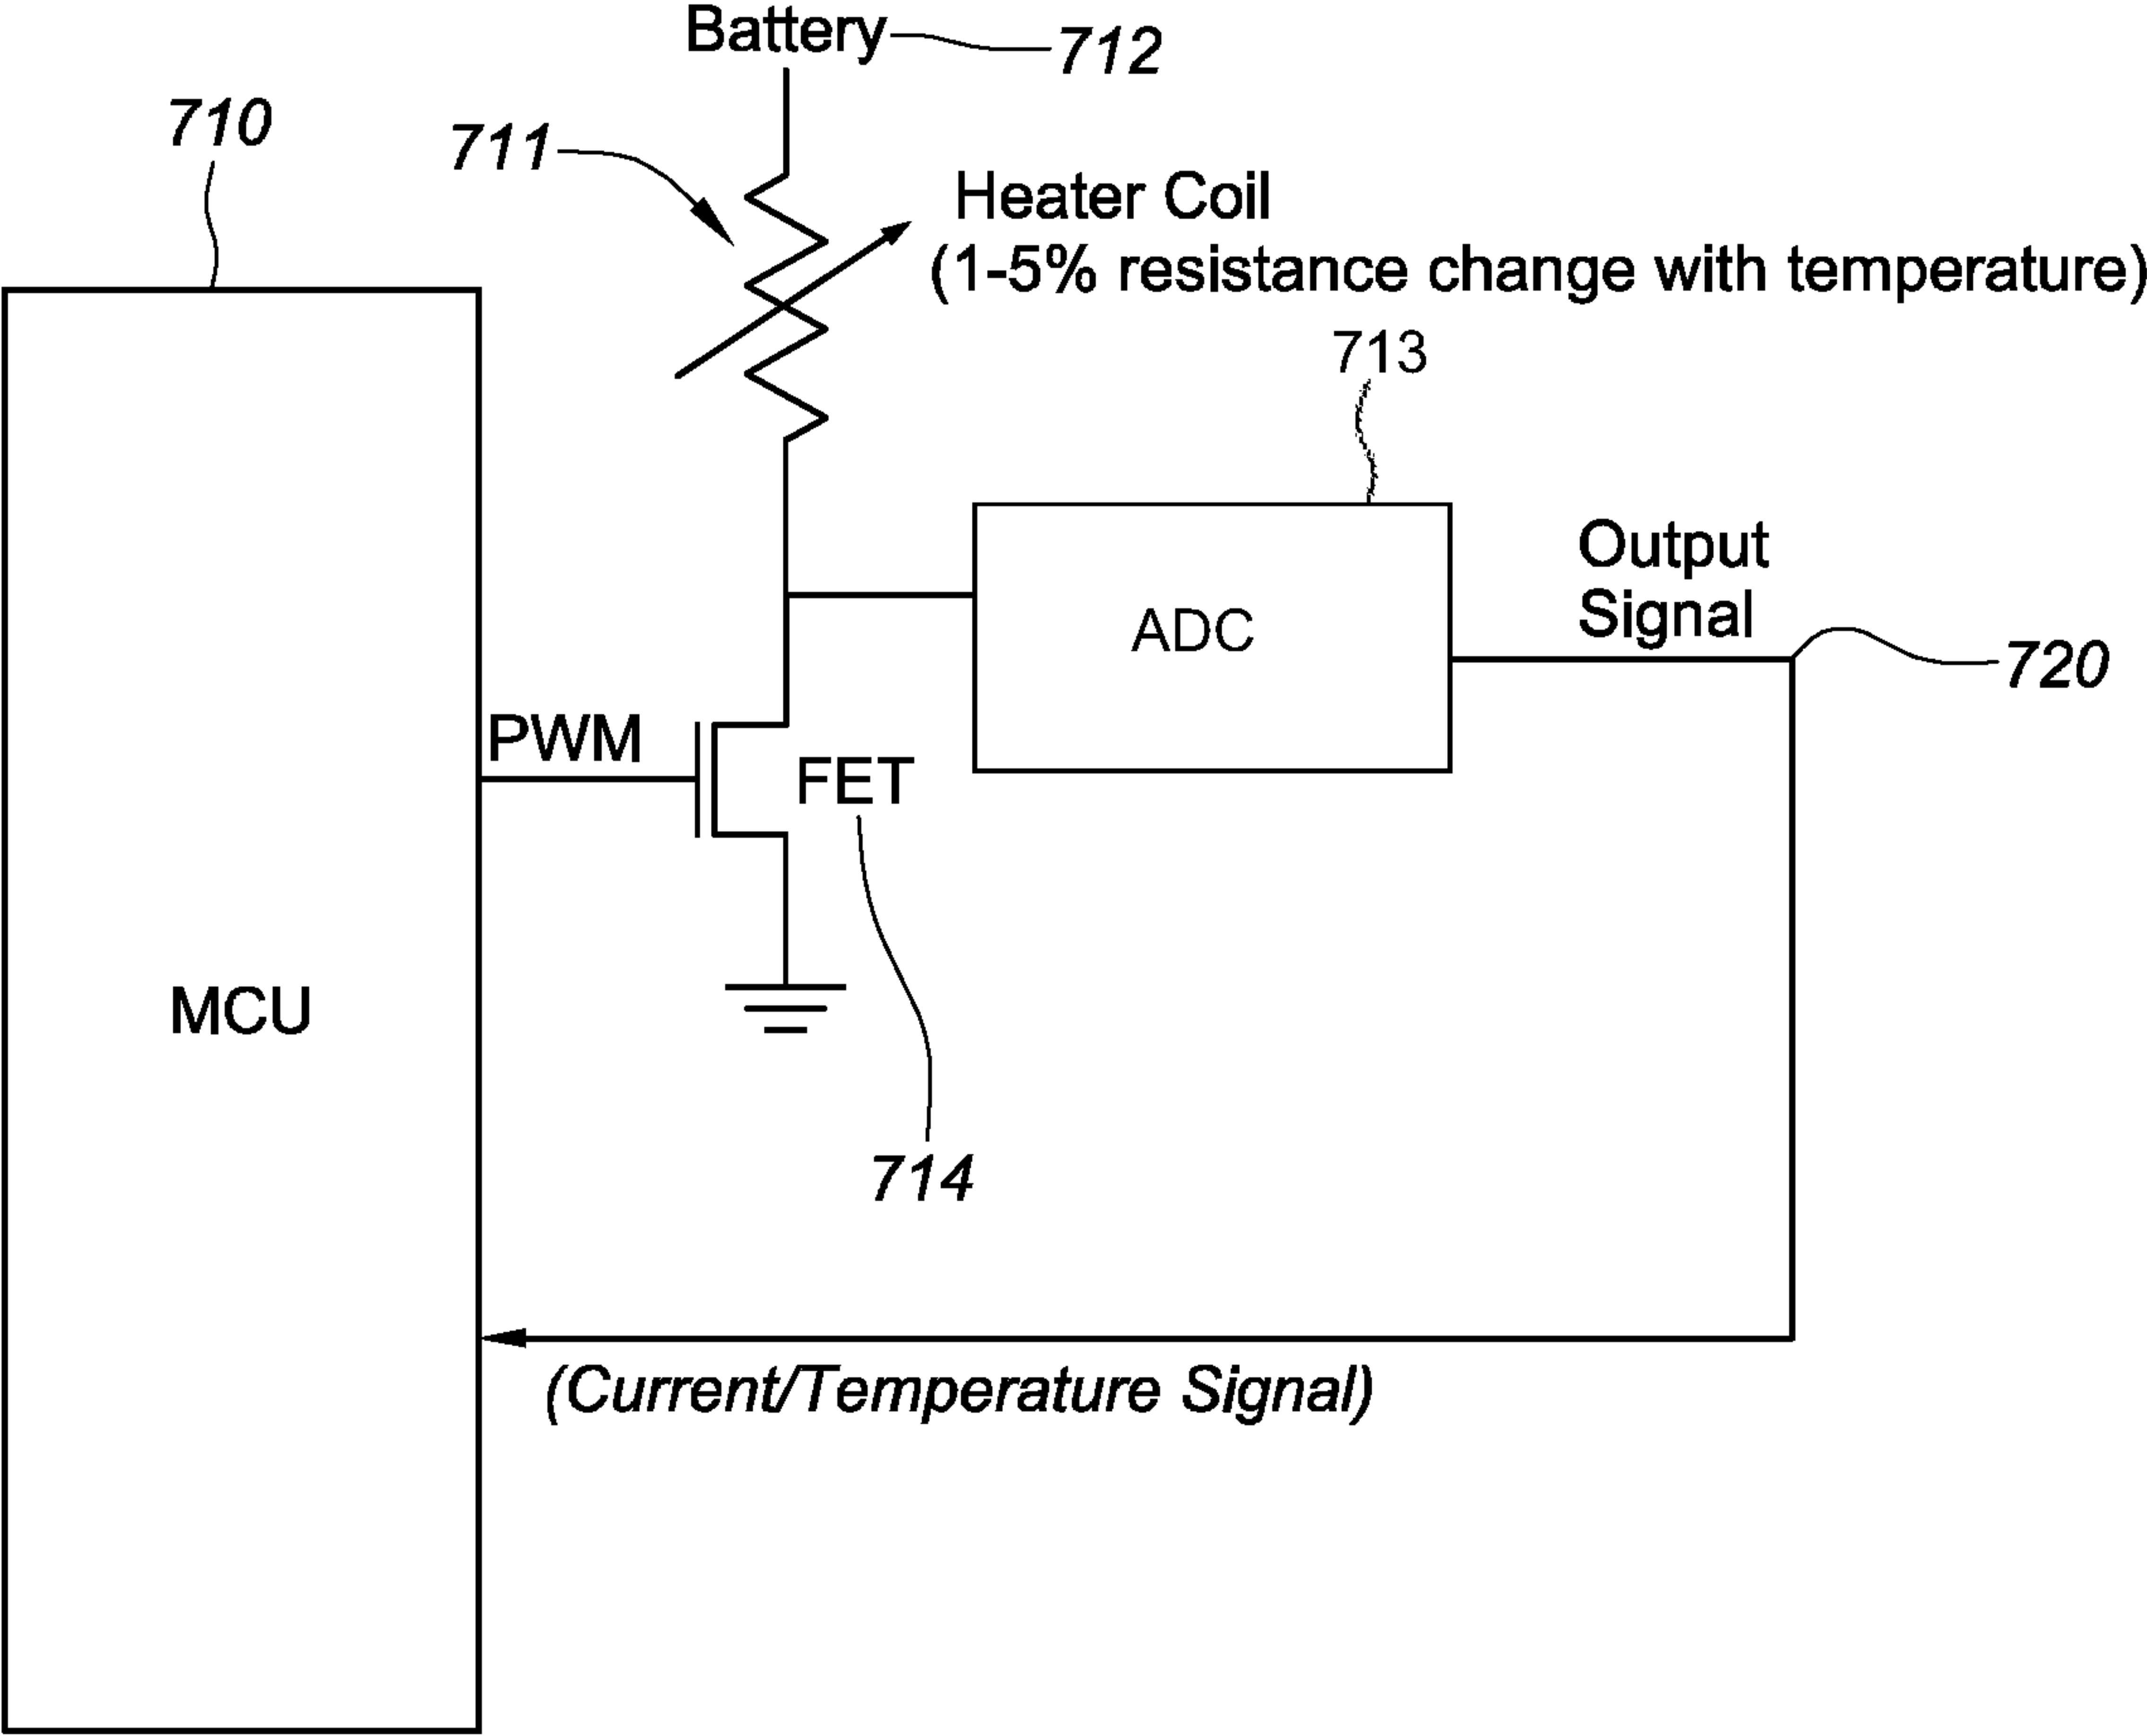 Battery
712
710
711
Heater Coil
(1-5% resistance change with temperature)
713
Output
Signal
ADC
720
PWM
FET
MCU
714
(Current/Temperature Signal)